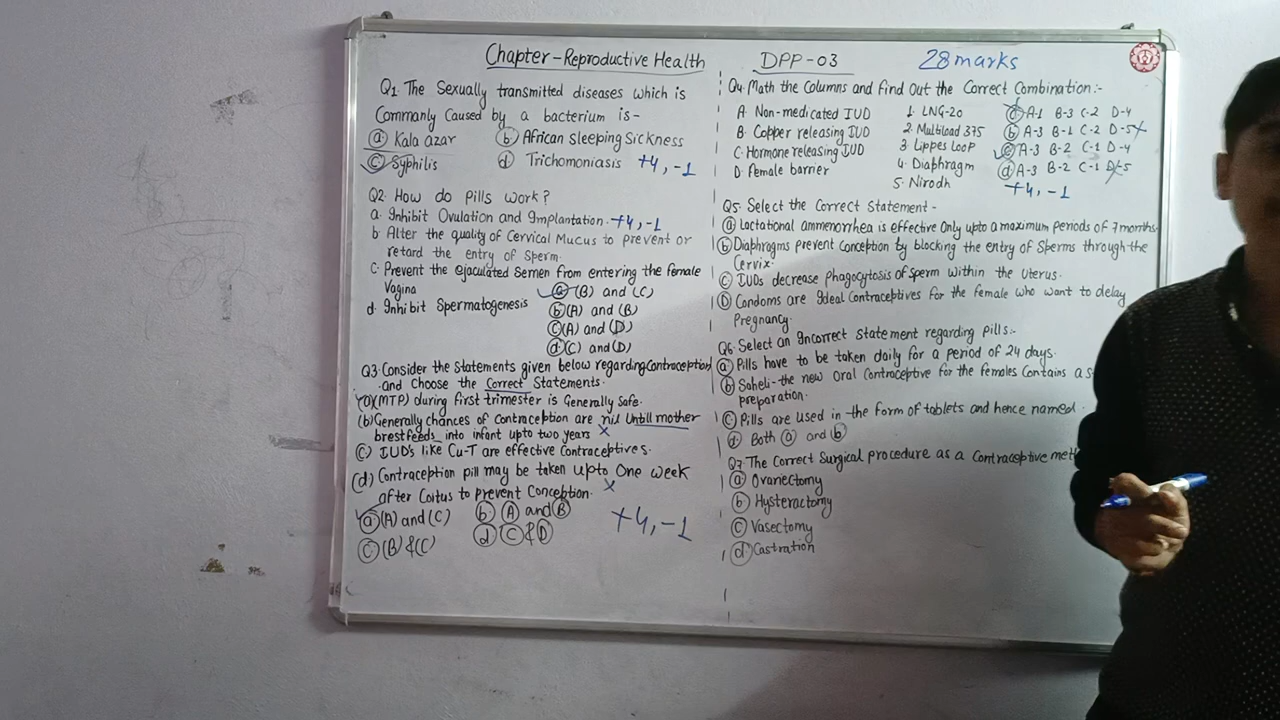 Chapter - Reproductive Health DPP-03 28 marks
Q1. The Sexually transmitted diseases which is
Commanly Caused by a bacterium is -
(a) Kala azar (b) African Sleeping Sickness
(c) Syphilis (d) Trichomoniasis +4, -1
Q2. How do Pills Work?
a. Inhibit Ovulation and Implantation. +4, -1
b. Alter the quality of Cervical Mucus to prevent or
retard the entry of Sperm.
C. Prevent the ejaculated Semen from entering the female
Vagina (a) (B) and (C)
d. Inhibit Spermatogenesis (b) (A) and (B)
(c) (A) and (D)
(d) (C) and (D)
Q3. Consider the Statements given below regarding Contraception
and Choose the Correct Statements.
(MTP) during first trimester is Generally Safe.
(b) Generally chances of Contraception are nil Untill mother
brestfeeds into infant upto two years x
(c) IUD's like Cu-T are effective Contraceptives.
(d) Contraception pill may be taken upto One week
after Coitus to prevent Conception. x
(a) (A) and (C) (b) (A) and (B) +4, -1
(c) (B) & (C) (d) (C) & (D)
Q4. Math the Columns and find Out the Correct Combination:-
A. Non-medicated IUD 1. LNG-20 (a) A-1 B-3 C-2 D-4
B. Copper releasing IUD 2. Multiload 375 (b) A-3 B-1 C-2 D-5
C. Hormone releasing IUD 3. Lippes Loop (c) A-3 B-2 C-1 D-4
D. Female barrier 4. Diaphragm (d) A-3 B-2 C-1 D-5
5. Nirodh +4, -1
Q5. Select the Correct Statement -
(a) Lactational ammenorrhea is effective Only upto a maximum periods of 7 months.
(b) Diaphragms prevent Conception by blocking the entry of Sperms through the
Cervix.
(c) IUDs decrease phagocytosis of sperm within the Uterus.
(D) Condoms are Ideal Contraceptives for the female who want to delay
Pregnancy.
Q6. Select an Incorrect Statement regarding pills:-
(a) Pills have to be taken daily for a period of 24 days.
(b) Saheli - the new Oral Contraceptive for the females Contains a s
preparation.
(c) Pills are used in the form of tablets and hence named.
(d) Both (a) and (b)
Q7. The Correct Surgical procedure as a Contraceptive met
(a) Ovariectomy
(b) Hysteractomy
(c) Vasectomy
(d) Castration